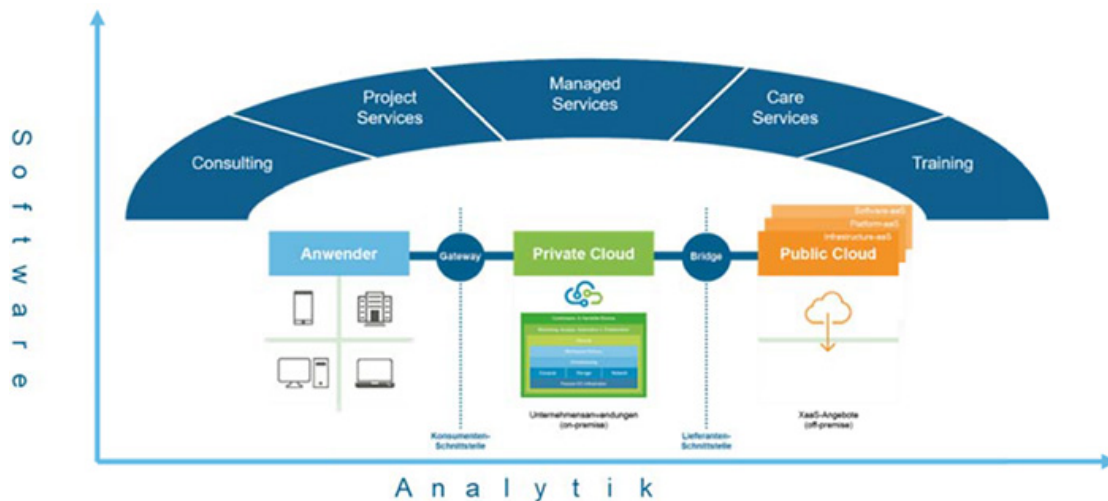 Software
Managed
Services
Project
Services
Care
Services
Consulting
Training
Software-aaS
Platform-aaS
Infrastructure-aaS
Anwender
Gateway
Private Cloud
Bridge
Public Cloud
Unternehmensanwendungen
(on-premise)
XaaS-Angebote
(off-premise)
Konsumenten-
Schnittstelle
Lieferanten-
Schnittstelle
Analytik